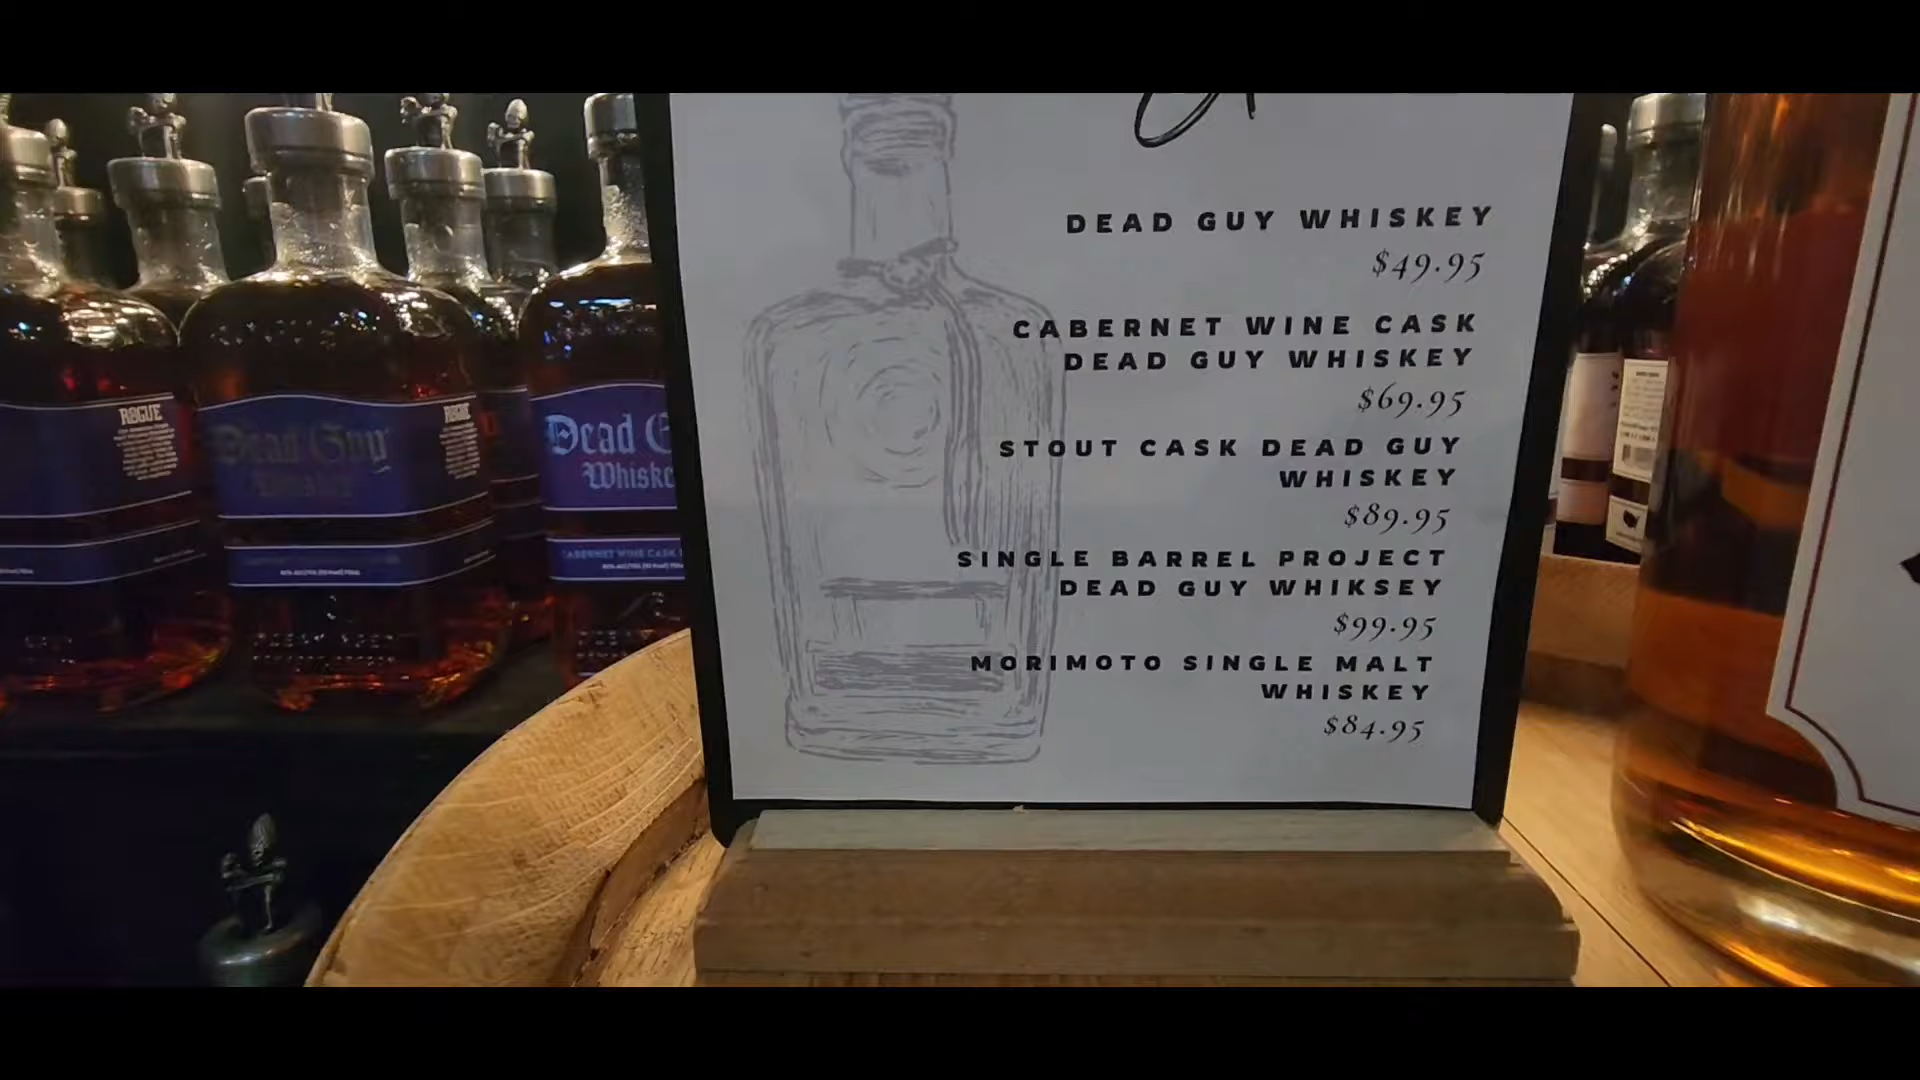 DEAD GUY WHISKEY
$49.95
CABERNET WINE CASK
DEAD GUY WHISKEY
$69.95
STOUT CASK DEAD GUY
WHISKEY
$89.95
SINGLE BARREL PROJECT
DEAD GUY WHIKSEY
$99.95
MORIMOTO SINGLE MALT
WHISKEY
$84.95
ROGUE
ROGUE
Dead Guy
Whiskey
Dead
CABERNET WINE CASK